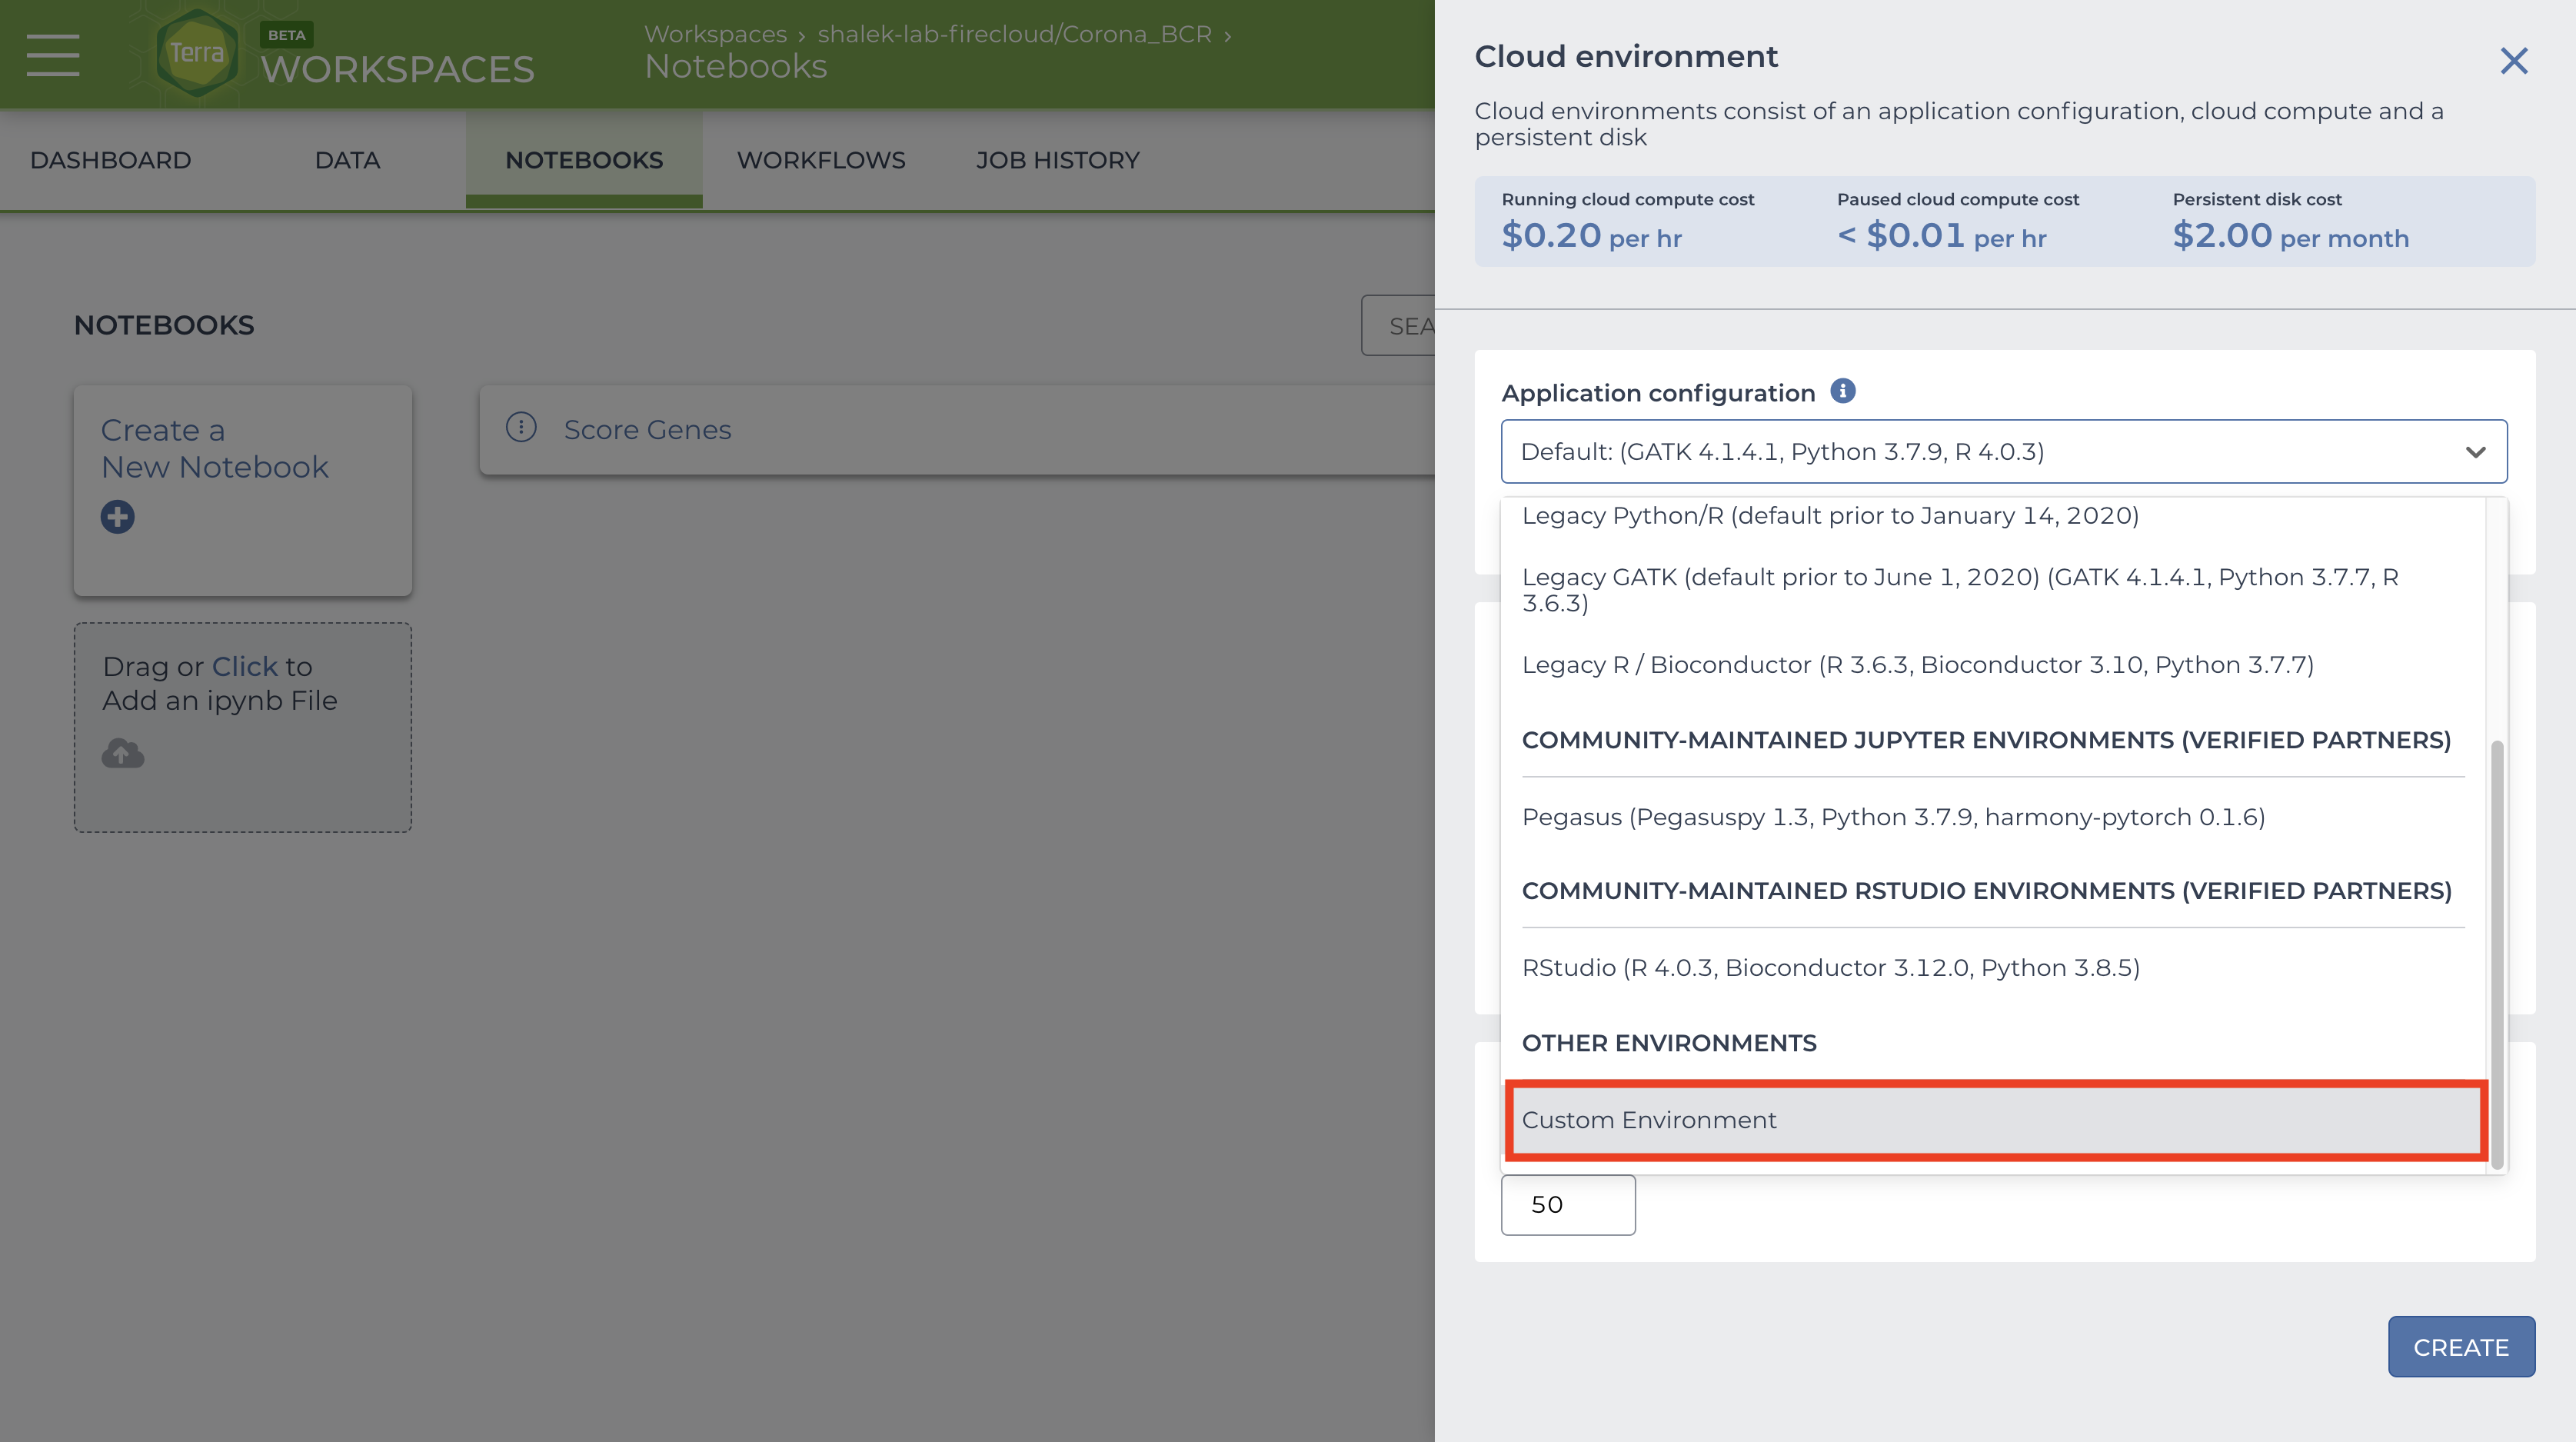 Terra
BETA
WORKSPACES
Workspaces › shalek-lab-firecloud/Corona_BCR ›
Notebooks
DASHBOARD
DATA
NOTEBOOKS
WORKFLOWS
JOB HISTORY
NOTEBOOKS
SEA
Create a
New Notebook
Score Genes
Drag or Click to
Add an ipynb File
Cloud environment
Cloud environments consist of an application configuration, cloud compute and a
persistent disk
Running cloud compute cost
$0.20 per hr
Paused cloud compute cost
< $0.01 per hr
Persistent disk cost
$2.00 per month
Application configuration
Default: (GATK 4.1.4.1, Python 3.7.9, R 4.0.3)
Legacy Python/R (default prior to January 14, 2020)
Legacy GATK (default prior to June 1, 2020) (GATK 4.1.4.1, Python 3.7.7, R
3.6.3)
Legacy R / Bioconductor (R 3.6.3, Bioconductor 3.10, Python 3.7.7)
COMMUNITY-MAINTAINED JUPYTER ENVIRONMENTS (VERIFIED PARTNERS)
Pegasus (Pegasuspy 1.3, Python 3.7.9, harmony-pytorch 0.1.6)
COMMUNITY-MAINTAINED RSTUDIO ENVIRONMENTS (VERIFIED PARTNERS)
RStudio (R 4.0.3, Bioconductor 3.12.0, Python 3.8.5)
OTHER ENVIRONMENTS
Custom Environment
50
CREATE